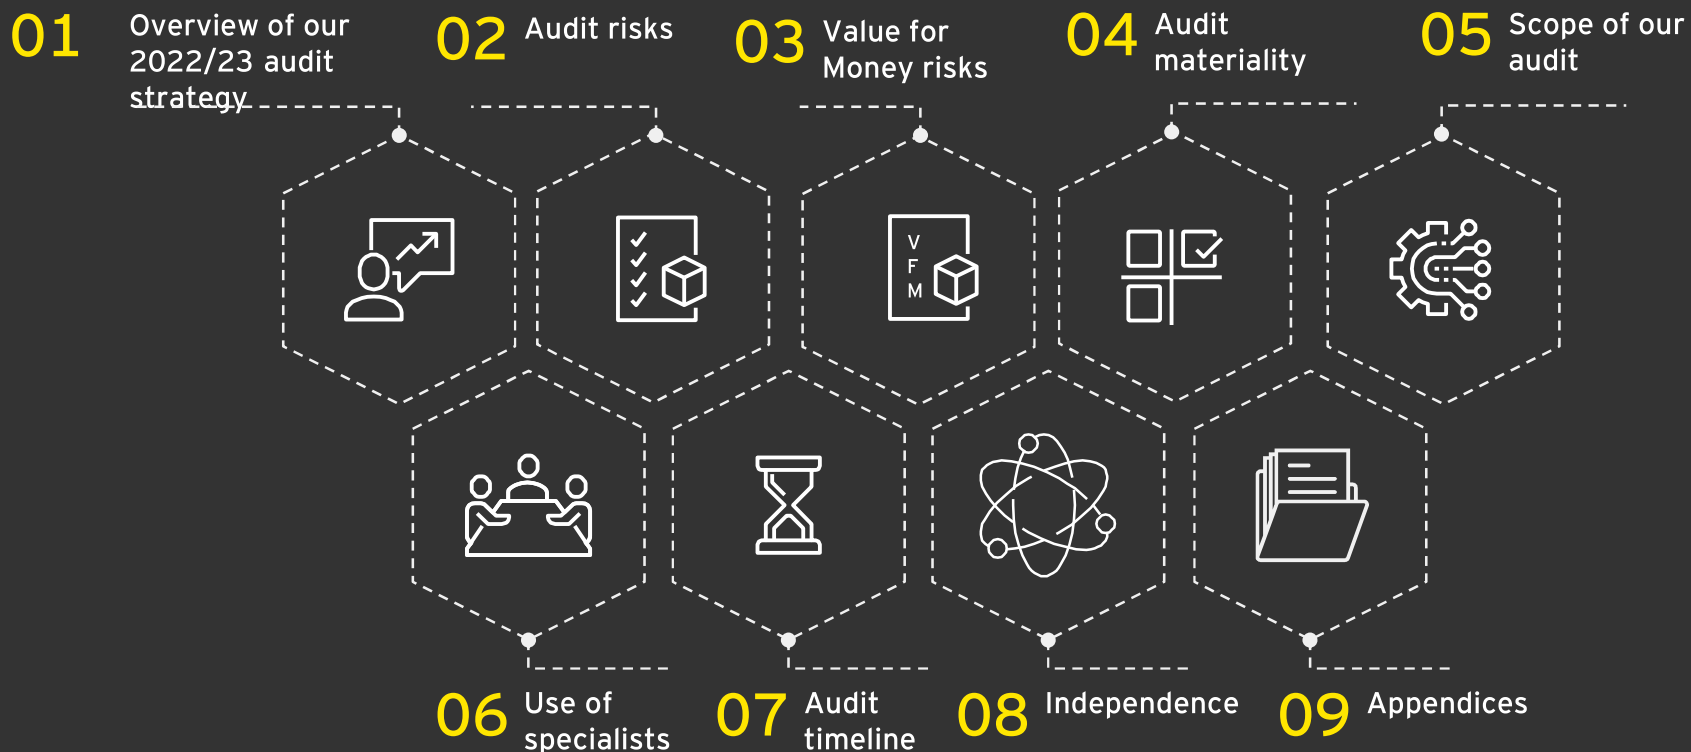 01
Overview of our
2022/23 audit
strategy
02
Audit risks
03
Value for
Money risks
04
Audit
materiality
05
Scope of our
audit
V
F
M
06
Use of
specialists
07
Audit
timeline
08
Independence
09
Appendices